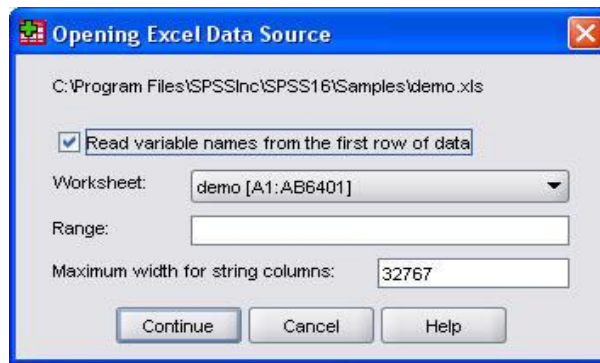 Opening Excel Data Source
C:\Program Files\SPSSInc\SPSS16\Samples\demo.xls
Read variable names from the first row of data
Worksheet: demo [A1:AB6401]
Range:
Maximum width for string columns: 32767
Continue Cancel Help